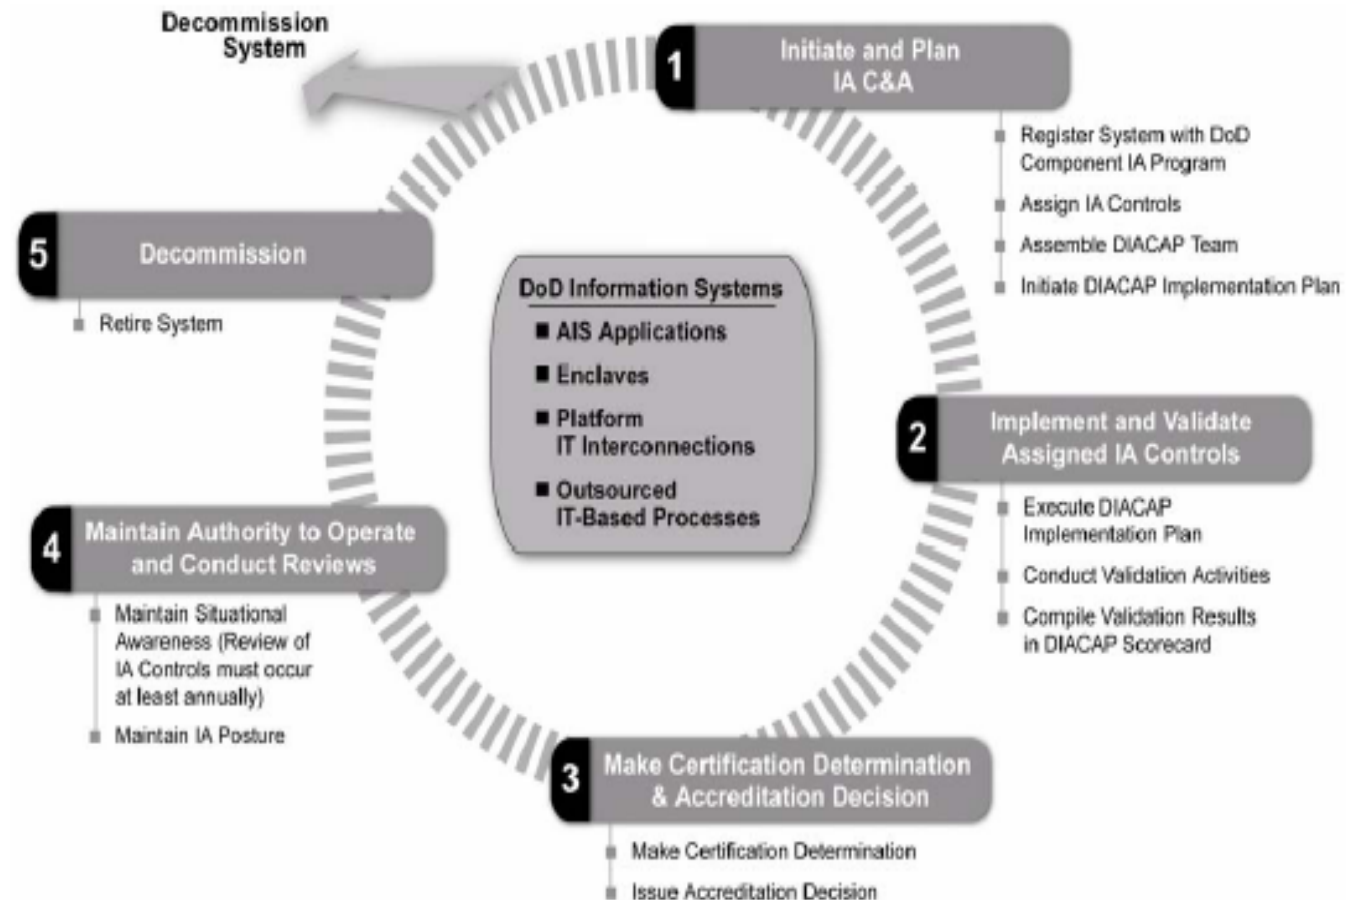 Decommission
System
1
Initiate and Plan
IA C&A
Register System with DoD
Component IA Program
Assign IA Controls
Assemble DIACAP Team
Initiate DIACAP Implementation Plan
2
Implement and Validate
Assigned IA Controls
Execute DIACAP
Implementation Plan
Conduct Validation Activities
Compile Validation Results
in DIACAP Scorecard
3
Make Certification Determination
& Accreditation Decision
Make Certification Determination
Issue Accreditation Decision
4
Maintain Authority to Operate
and Conduct Reviews
Maintain Situational
Awareness (Review of
IA Controls must occur
at least annually)
Maintain IA Posture
5
Decommission
Retire System
DoD Information Systems
AIS Applications
Enclaves
Platform
IT Interconnections
Outsourced
IT-Based Processes